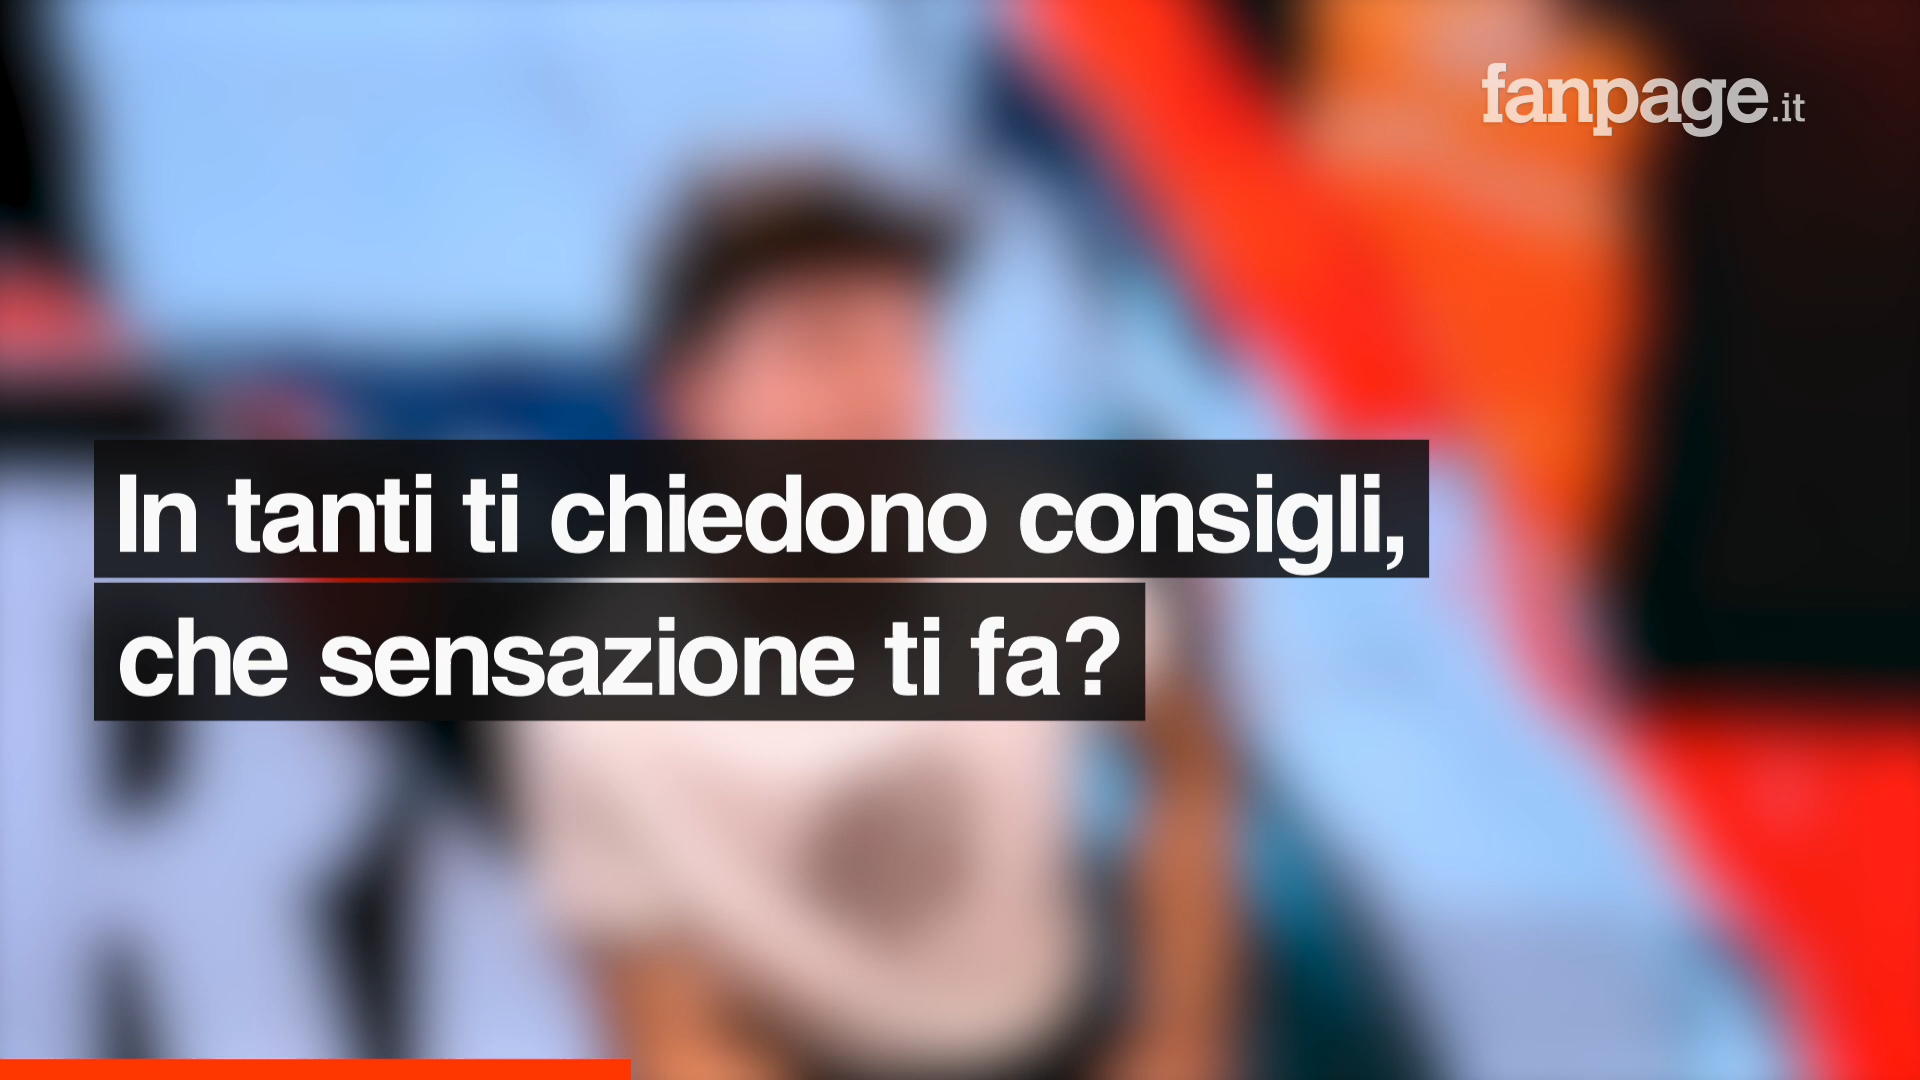 fanpage.it
In tanti ti chiedono consigli,
che sensazione ti fa?